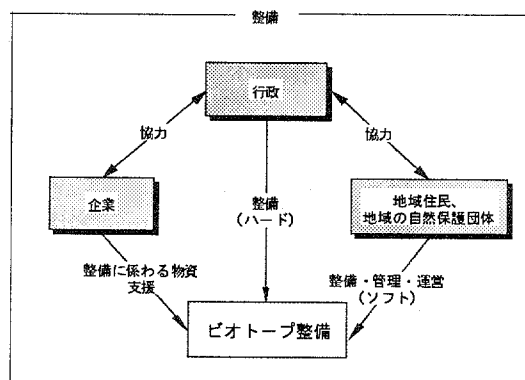 整備
行政
協力
協力
企業
整備
(ハード)
地域住民、
地域の自然保護団体
整備に係わる物資
支援
整備・管理・運営
(ソフト)
ビオトープ整備